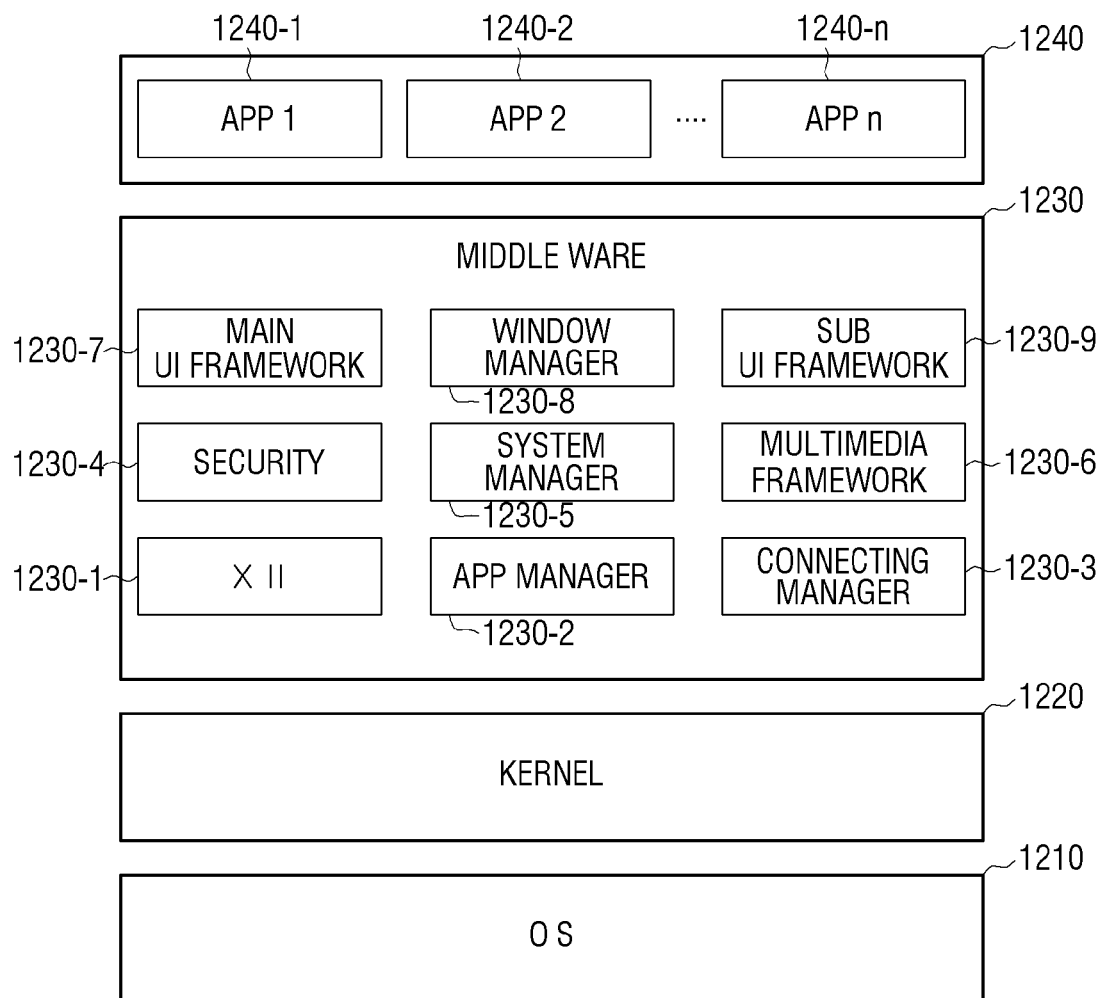 1240-1 1240-2 1240-n
1240
APP 1 APP 2 .... APP n
1230
MIDDLE WARE
MAIN
UI FRAMEWORK
1230-7
WINDOW
MANAGER
1230-8
SUB
UI FRAMEWORK
1230-9
1230-4
SECURITY
SYSTEM
MANAGER
1230-5
MULTIMEDIA
FRAMEWORK
1230-6
1230-1
X II
APP MANAGER
1230-2
CONNECTING
MANAGER
1230-3
1220
KERNEL
1210
O S